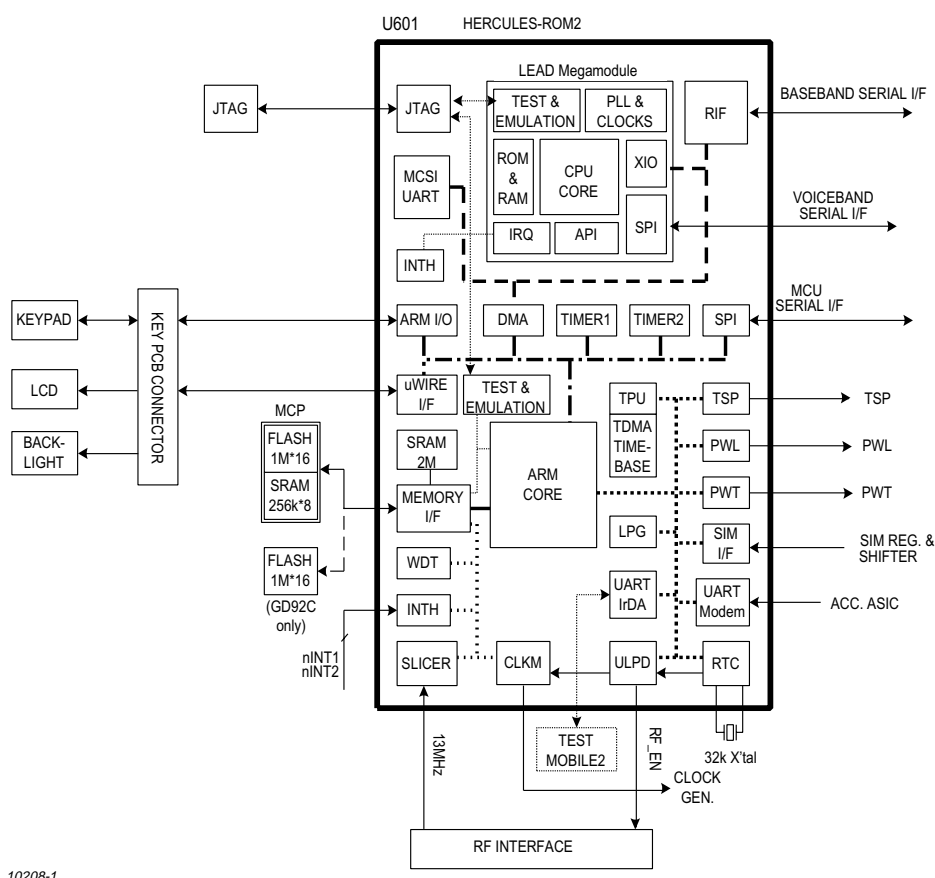 U601 HERCULES-ROM2
LEAD Megamodule
JTAG
JTAG
TEST &
EMULATION
PLL &
CLOCKS
RIF
BASEBAND SERIAL I/F
MCSI
UART
ROM
&
RAM
CPU
CORE
XIO
VOICEBAND
SERIAL I/F
SPI
IRQ
API
INTH
MCU
SERIAL I/F
KEYPAD
KEY PCB CONNECTOR
ARM I/O
DMA
TIMER1
TIMER2
SPI
LCD
uWIRE
I/F
TEST &
EMULATION
TPU
TSP
TSP
BACK-
LIGHT
MCP
FLASH
1M*16
SRAM
256k*8
SRAM
2M
TDMA
TIME-
BASE
PWL
PWL
ARM
CORE
MEMORY
I/F
PWT
PWT
FLASH
1M*16
(GD92C
only)
WDT
LPG
SIM
I/F
SIM REG. &
SHIFTER
INTH
UART
IrDA
UART
Modem
ACC. ASIC
nINT1
nINT2
SLICER
CLKM
ULPD
RTC
13MHz
TEST
MOBILE2
RF_EN
32k X'tal
CLOCK
GEN.
RF INTERFACE
10208-1